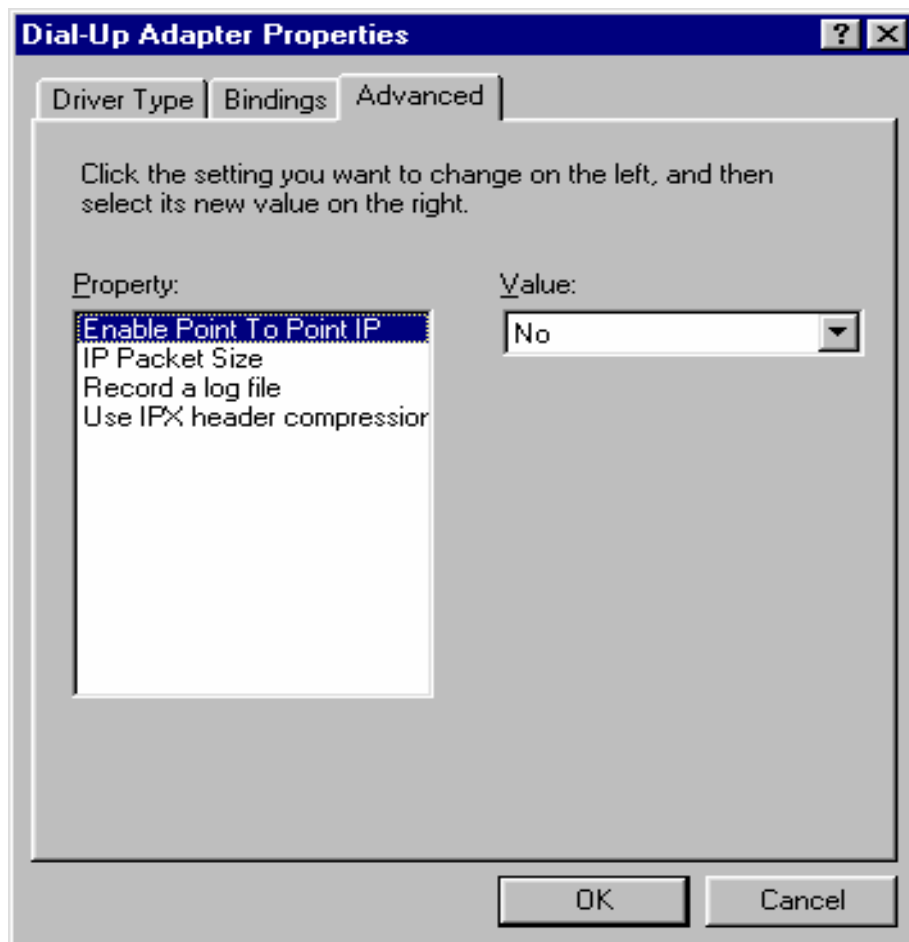 Dial-Up Adapter Properties
Driver Type
Bindings
Advanced
Click the setting you want to change on the left, and then
select its new value on the right.
Property:
Value:
Enable Point To Point IP
No
IP Packet Size
Record a log file
Use IPX header compression
OK
Cancel